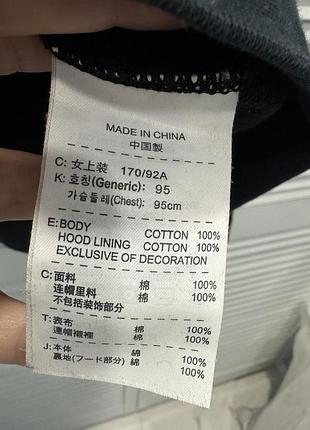 MADE IN CHINA
中国製
C: 女上装 170/92A
K: 호칭(Generic): 95
가슴둘레(Chest): 95cm
E:BODY COTTON 100%
HOOD LINING COTTON 100%
EXCLUSIVE OF DECORATION
C: 面料 棉 100%
连帽里料 棉 100%
不包括装饰部分
T: 表布 棉 100%
連帽襯裡 棉 100%
J: 本体 綿 100%
裏地(フード部分) 綿 100%